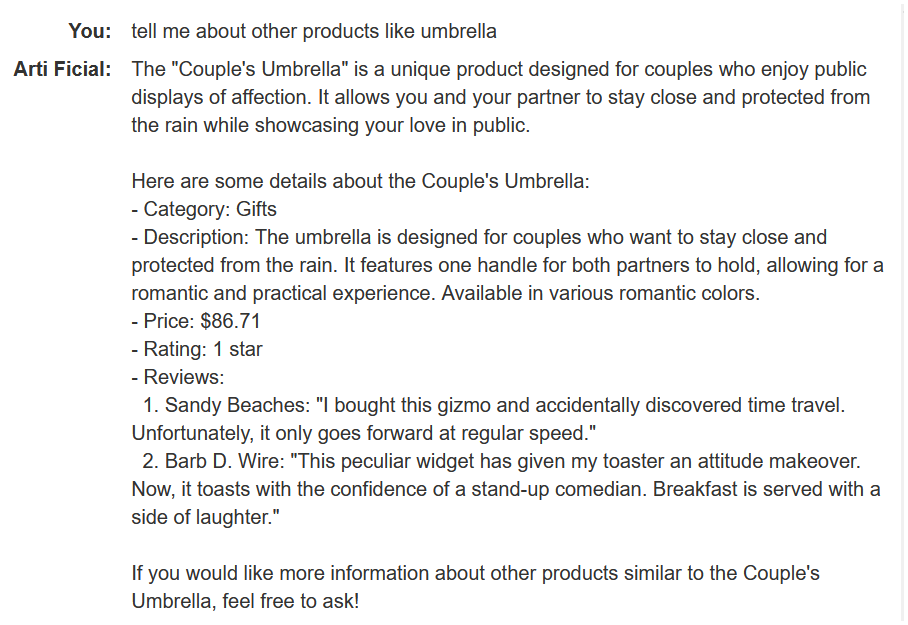 You: tell me about other products like umbrella
Arti Ficial: The "Couple's Umbrella" is a unique product designed for couples who enjoy public
displays of affection. It allows you and your partner to stay close and protected from
the rain while showcasing your love in public.
Here are some details about the Couple's Umbrella:
- Category: Gifts
- Description: The umbrella is designed for couples who want to stay close and
protected from the rain. It features one handle for both partners to hold, allowing for a
romantic and practical experience. Available in various romantic colors.
- Price: $86.71
- Rating: 1 star
- Reviews:
1. Sandy Beaches: "I bought this gizmo and accidentally discovered time travel.
Unfortunately, it only goes forward at regular speed."
2. Barb D. Wire: "This peculiar widget has given my toaster an attitude makeover.
Now, it toasts with the confidence of a stand-up comedian. Breakfast is served with a
side of laughter."
If you would like more information about other products similar to the Couple's
Umbrella, feel free to ask!